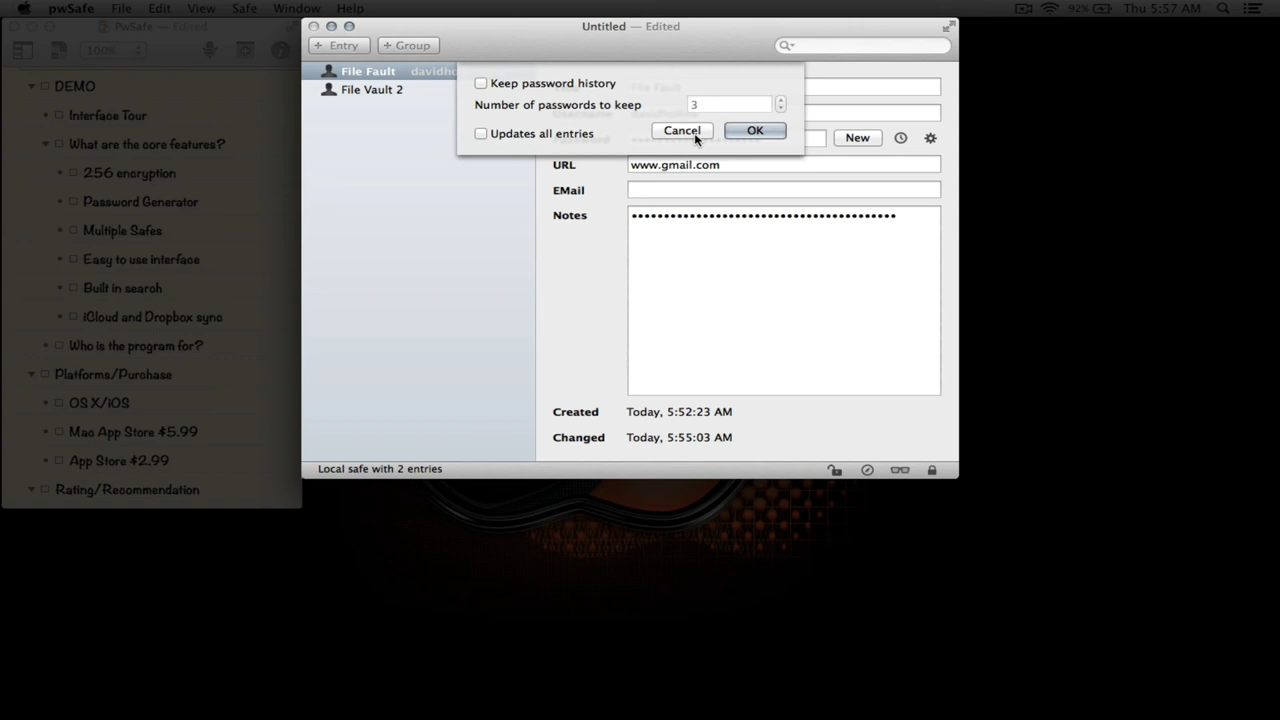 pwSafe File Edit View Safe Window Help
92% Thu 5:57 AM
PwSafe — Edited
100%
DEMO
Interface Tour
What are the core features?
256 encryption
Password Generator
Multiple Safes
Easy to use interface
Built in search
iCloud and Dropbox sync
Who is the program for?
Platforms/Purchase
OS X/iOS
Mac App Store $5.99
App Store $2.99
Rating/Recommendation
Untitled — Edited
+ Entry + Group
File Fault davidho
File Vault 2
Keep password history
Number of passwords to keep 3
Updates all entries Cancel OK
New
URL www.gmail.com
EMail
Notes ••••••••••••••••••••••••••••••••••••••••••
Created Today, 5:52:23 AM
Changed Today, 5:55:03 AM
Local safe with 2 entries